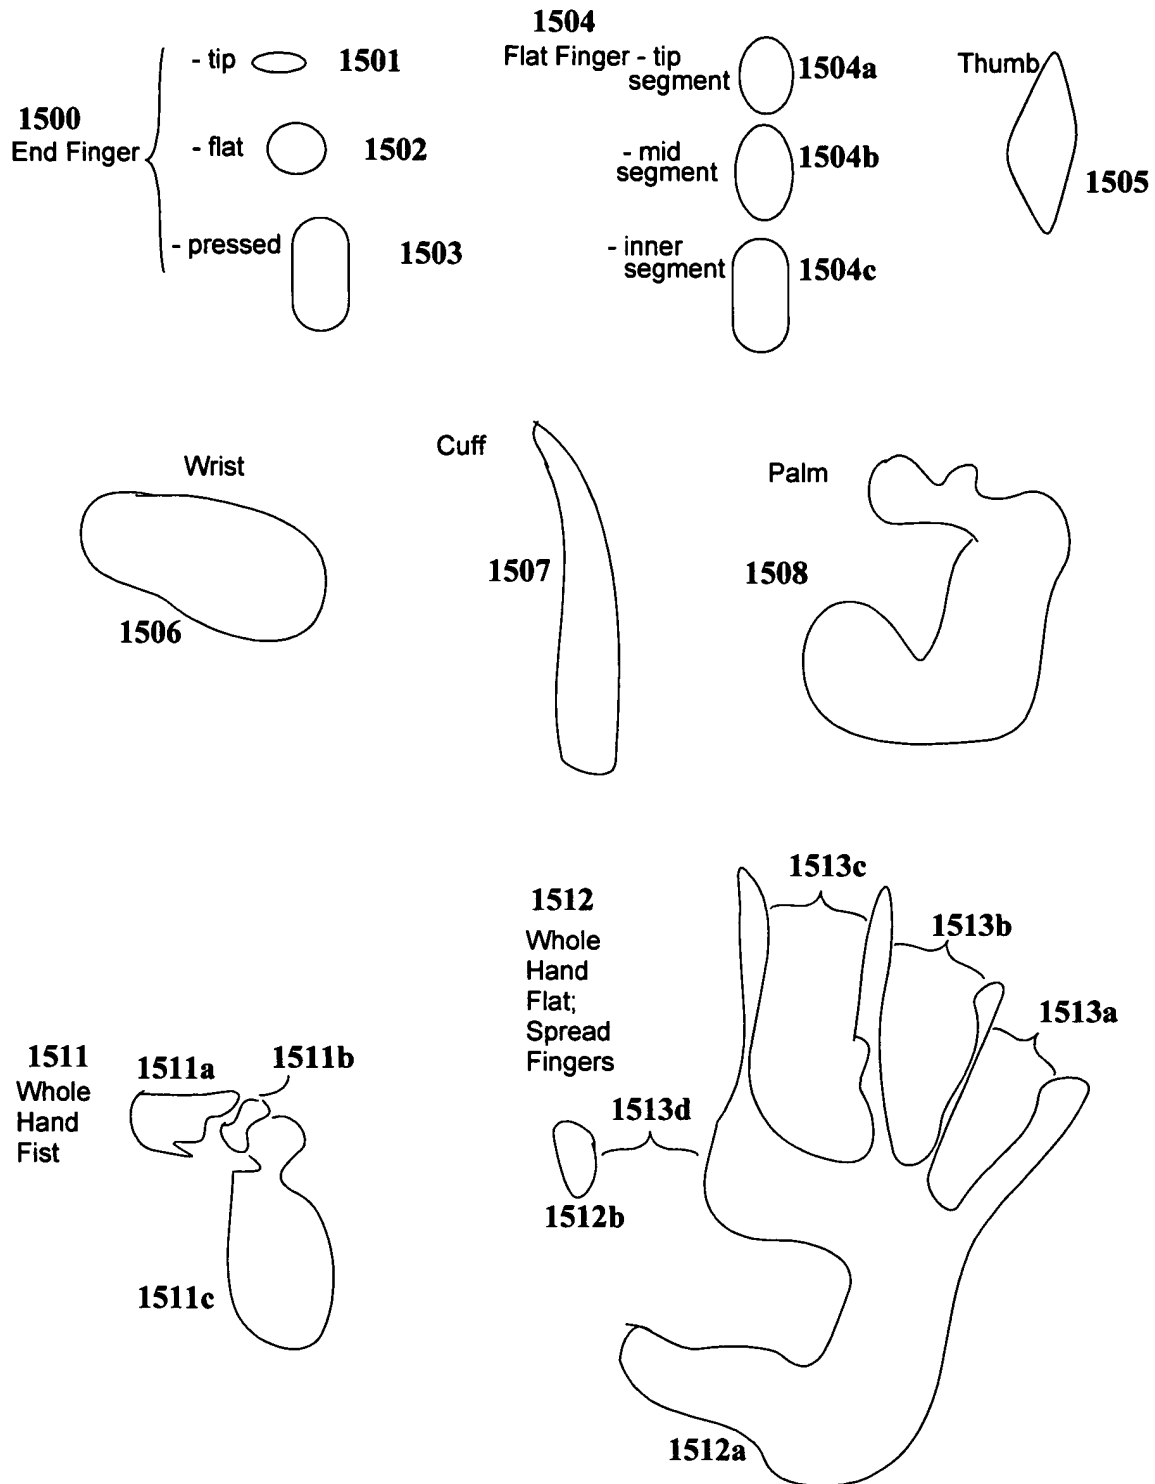 1500
End Finger
- tip 1501
- flat 1502
- pressed 1503
1504
Flat Finger - tip
segment 1504a
- mid
segment 1504b
- inner
segment 1504c
Thumb
1505
Wrist
1506
Cuff
1507
Palm
1508
1511
Whole
Hand
Fist
1511a
1511b
1511c
1512
Whole
Hand
Flat;
Spread
Fingers
1513c
1513b
1513a
1513d
1512b
1512a